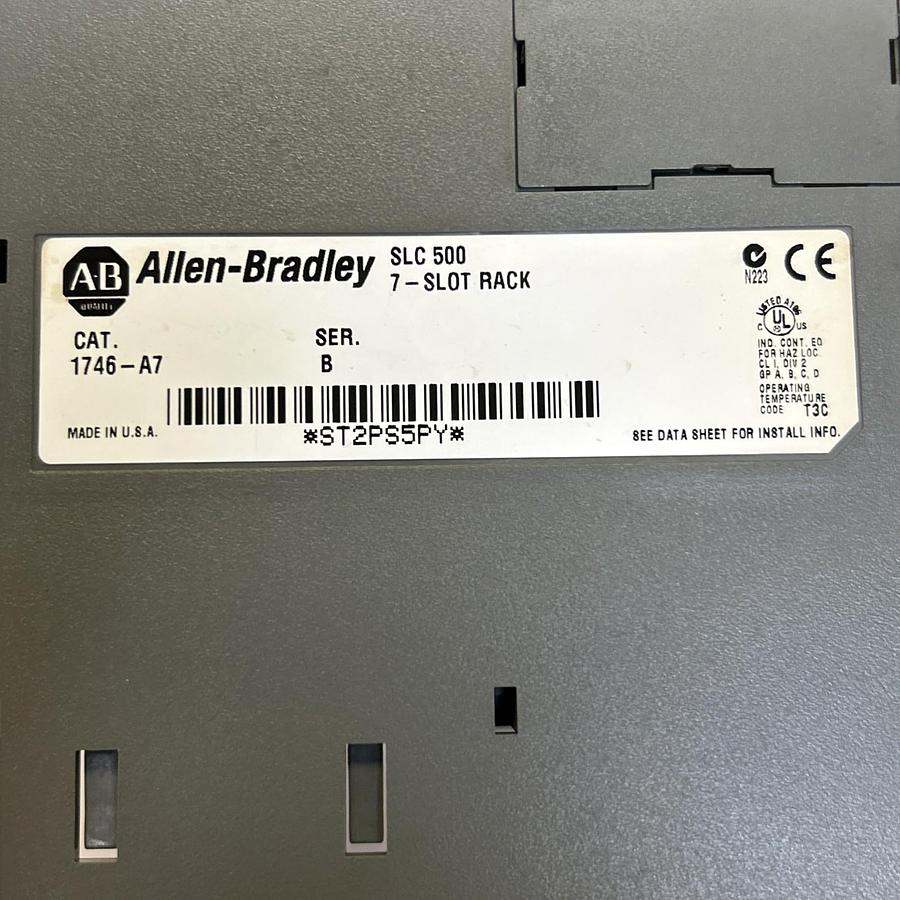 A-B
QUALITY
Allen-Bradley
SLC 500
7-SLOT RACK
N223
CE
CAT.
1746-A7
SER.
B
LISTED
C UL US
IND. CONT. EQ.
FOR HAZ LOC.
CL I, DIV 2
GP A, B, C, D
OPERATING
TEMPERATURE
CODE T3C
*ST2PS5PY*
MADE IN U.S.A.
SEE DATA SHEET FOR INSTALL INFO.